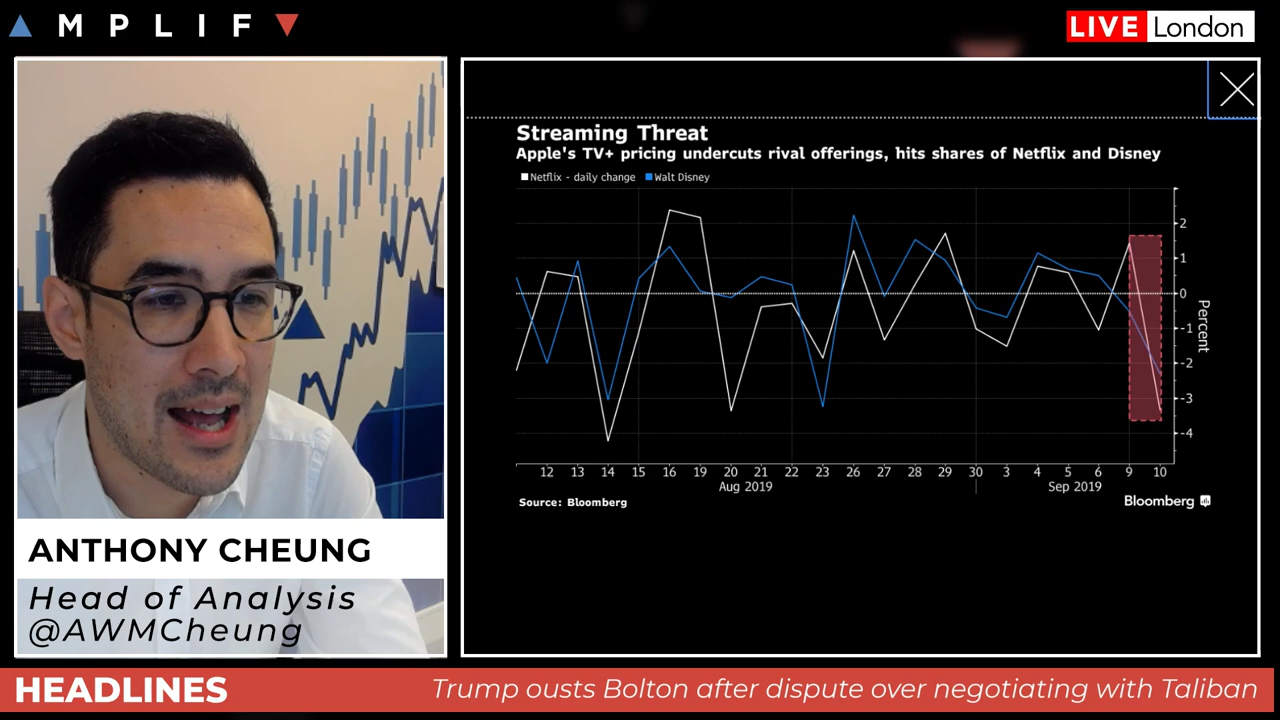 ▲ M P L I F ▼
LIVE London
Streaming Threat
Apple's TV+ pricing undercuts rival offerings, hits shares of Netflix and Disney
Netflix - daily change Walt Disney
2
1
0
-1
-2
-3
-4
Percent
12 13 14 15 16 19 20 21 22 23 26 27 28 29 30 3 4 5 6 9 10
Aug 2019 Sep 2019
Source: Bloomberg
Bloomberg
ANTHONY CHEUNG
Head of Analysis
@AWMCheung
HEADLINES Trump ousts Bolton after dispute over negotiating with Taliban